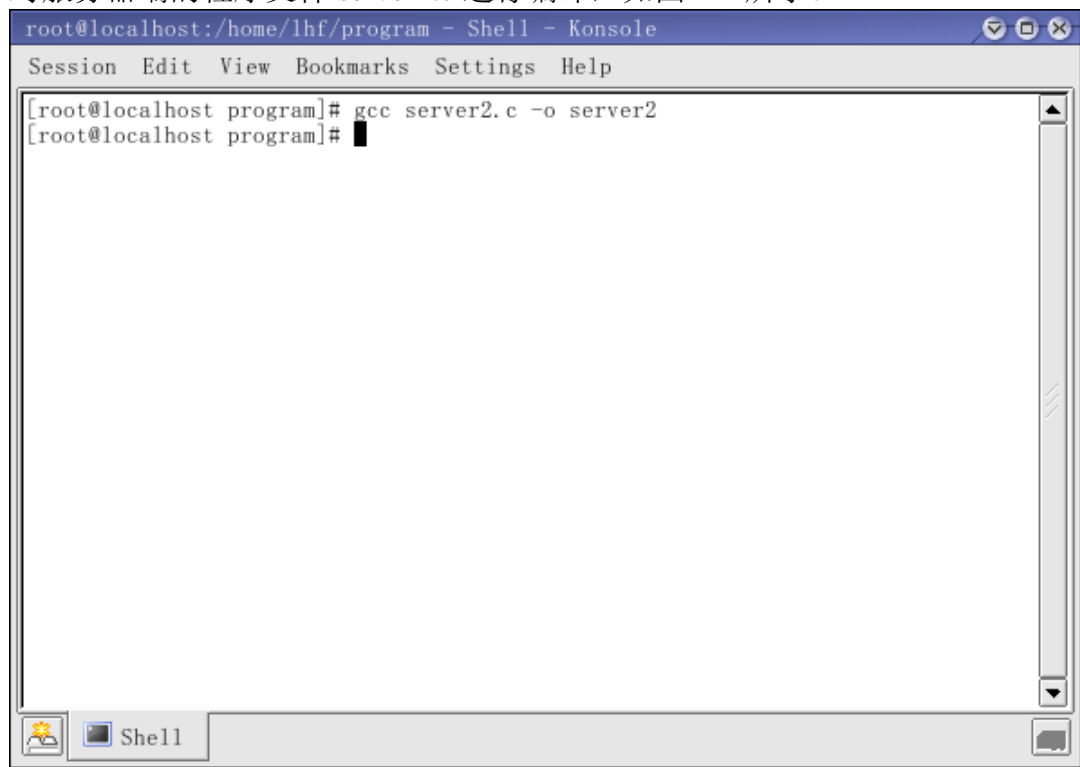 root@localhost:/home/lhf/program - Shell - Konsole
Session Edit View Bookmarks Settings Help
[root@localhost program]# gcc server2.c -o server2
[root@localhost program]#
Shell